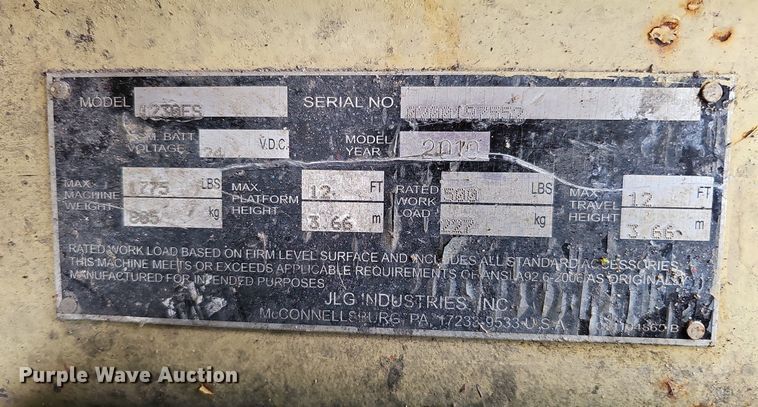 MODEL 1230ES SERIAL NO.
VOLTAGE 24 V.D.C. MODEL YEAR 2010
MAX. MACHINE WEIGHT 1775 LBS 805 kg MAX. PLATFORM HEIGHT 12 FT 3.66 m RATED WORK LOAD 500 LBS 227 kg MAX. TRAVEL HEIGHT 12 FT 3.66 m
RATED WORK LOAD BASED ON FIRM LEVEL SURFACE AND INCLUDES ALL STANDARD ACCESSORIES.
THIS MACHINE MEETS OR EXCEEDS APPLICABLE REQUIREMENTS OF ANSI A92.6-2006 AS ORIGINALLY
MANUFACTURED FOR INTENDED PURPOSES.
JLG INDUSTRIES, INC.
McCONNELLSBURG, PA. 17233-9533 U.S.A.
Purple Wave Auction